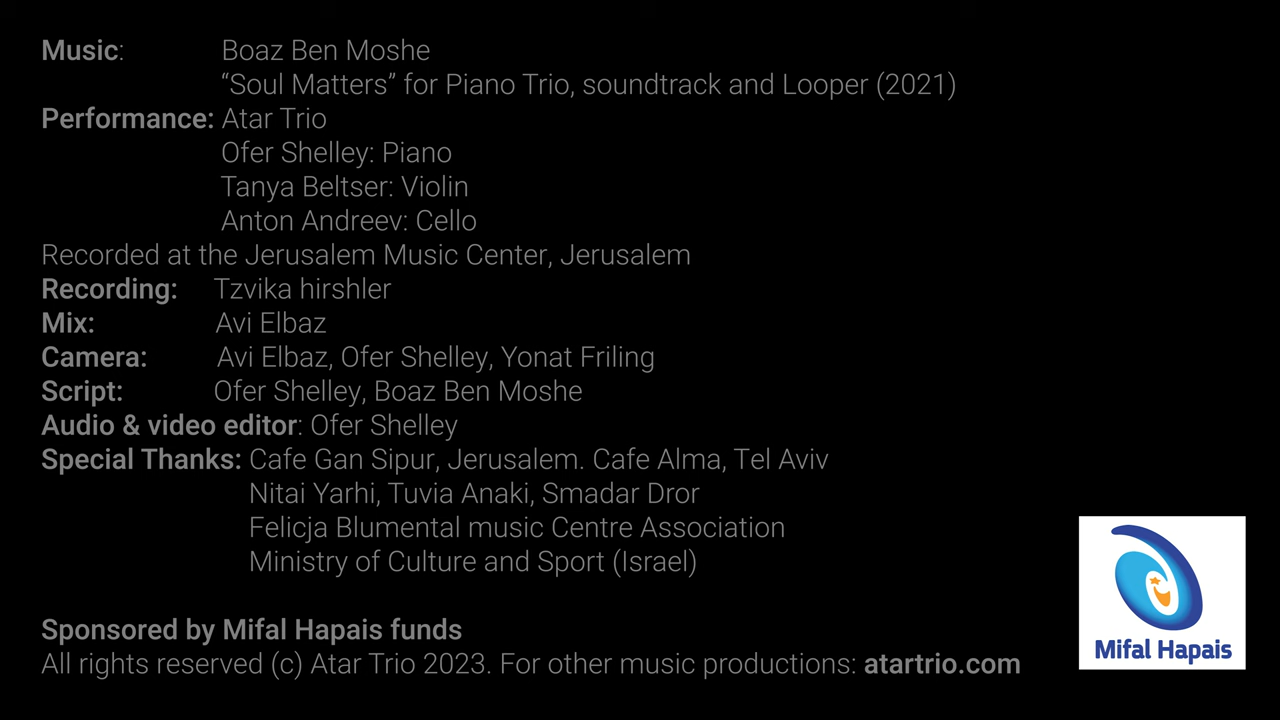 Music: Boaz Ben Moshe
“Soul Matters” for Piano Trio, soundtrack and Looper (2021)
Performance: Atar Trio
Ofer Shelley: Piano
Tanya Beltser: Violin
Anton Andreev: Cello
Recorded at the Jerusalem Music Center, Jerusalem
Recording: Tzvika hirshler
Mix: Avi Elbaz
Camera: Avi Elbaz, Ofer Shelley, Yonat Friling
Script: Ofer Shelley, Boaz Ben Moshe
Audio & video editor: Ofer Shelley
Special Thanks: Cafe Gan Sipur, Jerusalem. Cafe Alma, Tel Aviv
Nitai Yarhi, Tuvia Anaki, Smadar Dror
Felicja Blumental music Centre Association
Ministry of Culture and Sport (Israel)
Sponsored by Mifal Hapais funds
All rights reserved (c) Atar Trio 2023. For other music productions: atartrio.com
Mifal Hapais